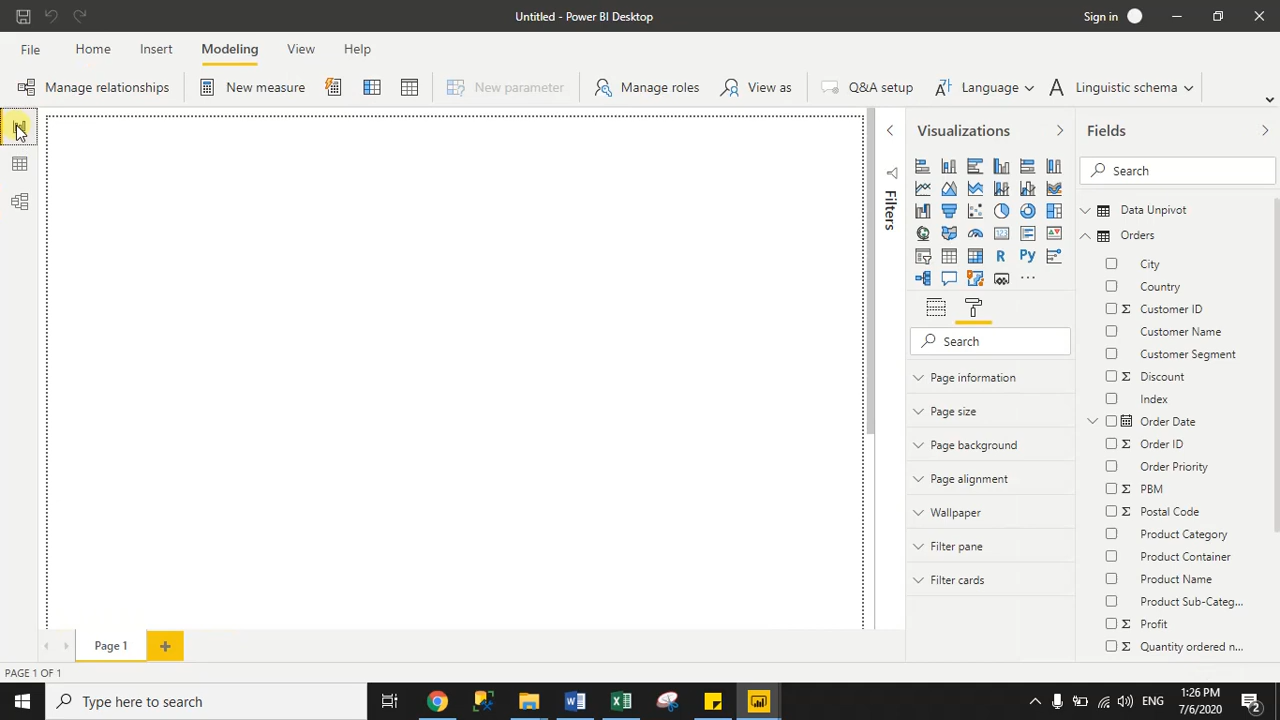 Untitled - Power BI Desktop
Sign in
File Home Insert Modeling View Help
Manage relationships New measure New parameter Manage roles View as Q&A setup Language Linguistic schema
Filters
Visualizations
R Py
Search
Page information
Page size
Page background
Page alignment
Wallpaper
Filter pane
Filter cards
Fields
Search
Data Unpivot
Orders
City
Country
Σ Customer ID
Customer Name
Customer Segment
Σ Discount
Index
Order Date
Σ Order ID
Order Priority
Σ PBM
Σ Postal Code
Product Category
Product Container
Product Name
Product Sub-Categ...
Σ Profit
Σ Quantity ordered n...
Page 1
PAGE 1 OF 1
Type here to search
ENG
1:26 PM
7/6/2020
2